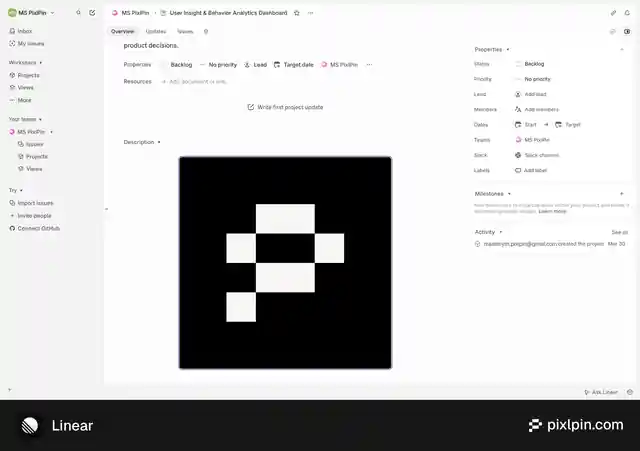 MS PixlPin
Inbox
My issues
Workspace
Projects
Views
More
Your teams
MS PixlPin
Issues
Projects
Views
Try
Import issues
Invite people
Connect GitHub
MS PixlPin › User Insight & Behavior Analytics Dashboard
Overview Updates Issues
product decisions.
Properties Backlog No priority Lead Target date MS PixlPin
Resources + Add document or link...
Write first project update
Description
Properties
Status Backlog
Priority No priority
Lead Add lead
Members Add members
Dates Start → Target
Teams MS PixlPin
Slack Slack channel
Labels Add label
Milestones +
Learn more
Activity See all
created the project Mar 30
Ask Linear
Linear
pixlpin.com